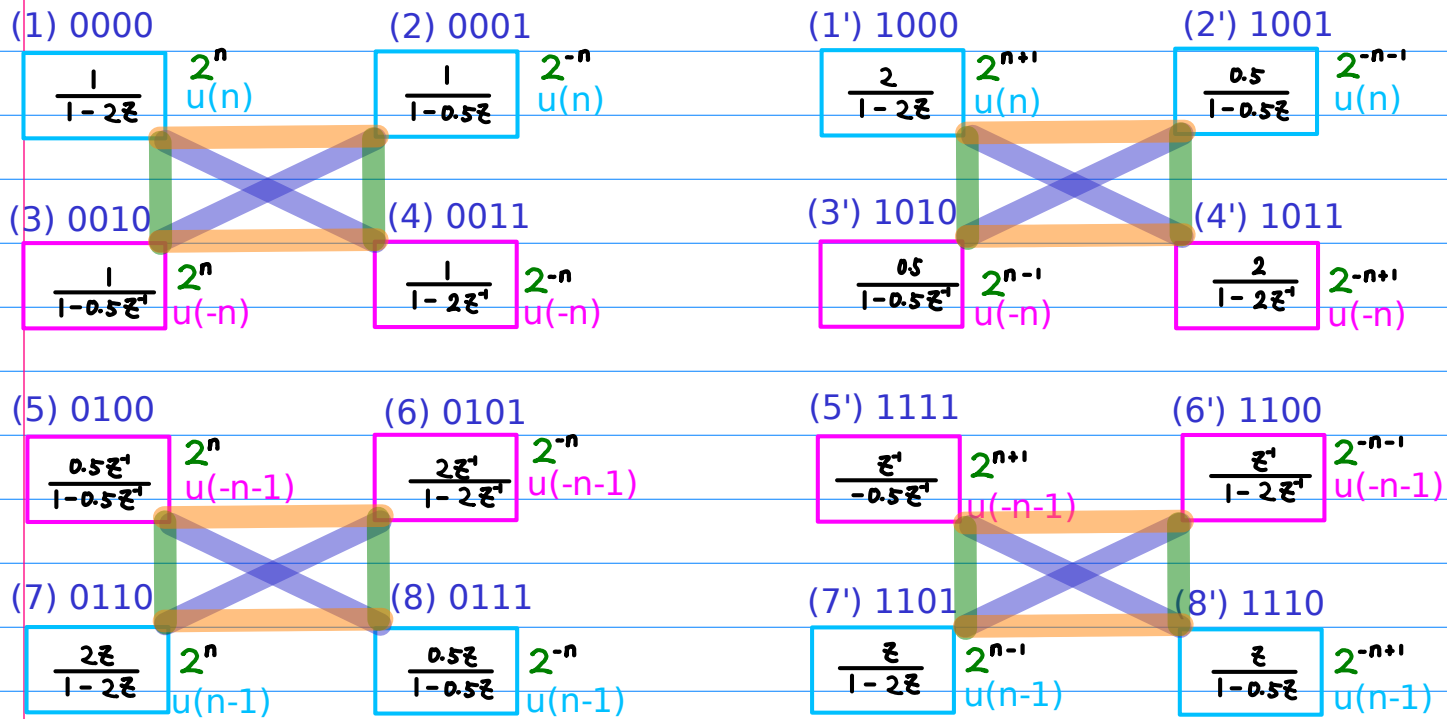 (1) 0000
(2) 0001
(1') 1000
(2') 1001
1 / 1 - 2z
2^n
u(n)
1 / 1 - 0.5z
2^-n
u(n)
2 / 1 - 2z
2^n+1
u(n)
0.5 / 1 - 0.5z
2^-n-1
u(n)
(3) 0010
(4) 0011
(3') 1010
(4') 1011
1 / 1 - 0.5z^-1
2^n
u(-n)
1 / 1 - 2z^-1
2^-n
u(-n)
0.5 / 1 - 0.5z^-1
2^n-1
u(-n)
2 / 1 - 2z^-1
2^-n+1
u(-n)
(5) 0100
(6) 0101
(5') 1111
(6') 1100
0.5z^-1 / 1 - 0.5z^-1
2^n
u(-n-1)
2z^-1 / 1 - 2z^-1
2^-n
u(-n-1)
z^-1 / -0.5z^-1
2^n+1
u(-n-1)
z^-1 / 1 - 2z^-1
2^-n-1
u(-n-1)
(7) 0110
(8) 0111
(7') 1101
(8') 1110
2z / 1 - 2z
2^n
u(n-1)
0.5z / 1 - 0.5z
2^-n
u(n-1)
z / 1 - 2z
2^n-1
u(n-1)
z / 1 - 0.5z
2^-n+1
u(n-1)